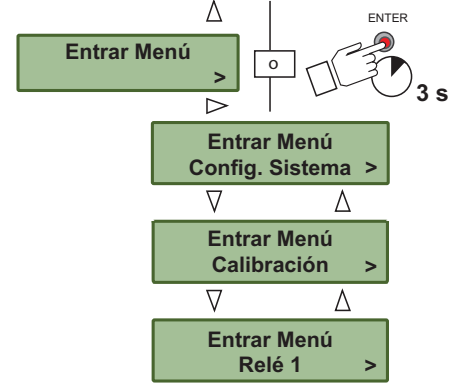 ENTER
Entrar Menú
>
o
3 s
Entrar Menú
Config. Sistema >
Entrar Menú
Calibración >
Entrar Menú
Relé 1 >